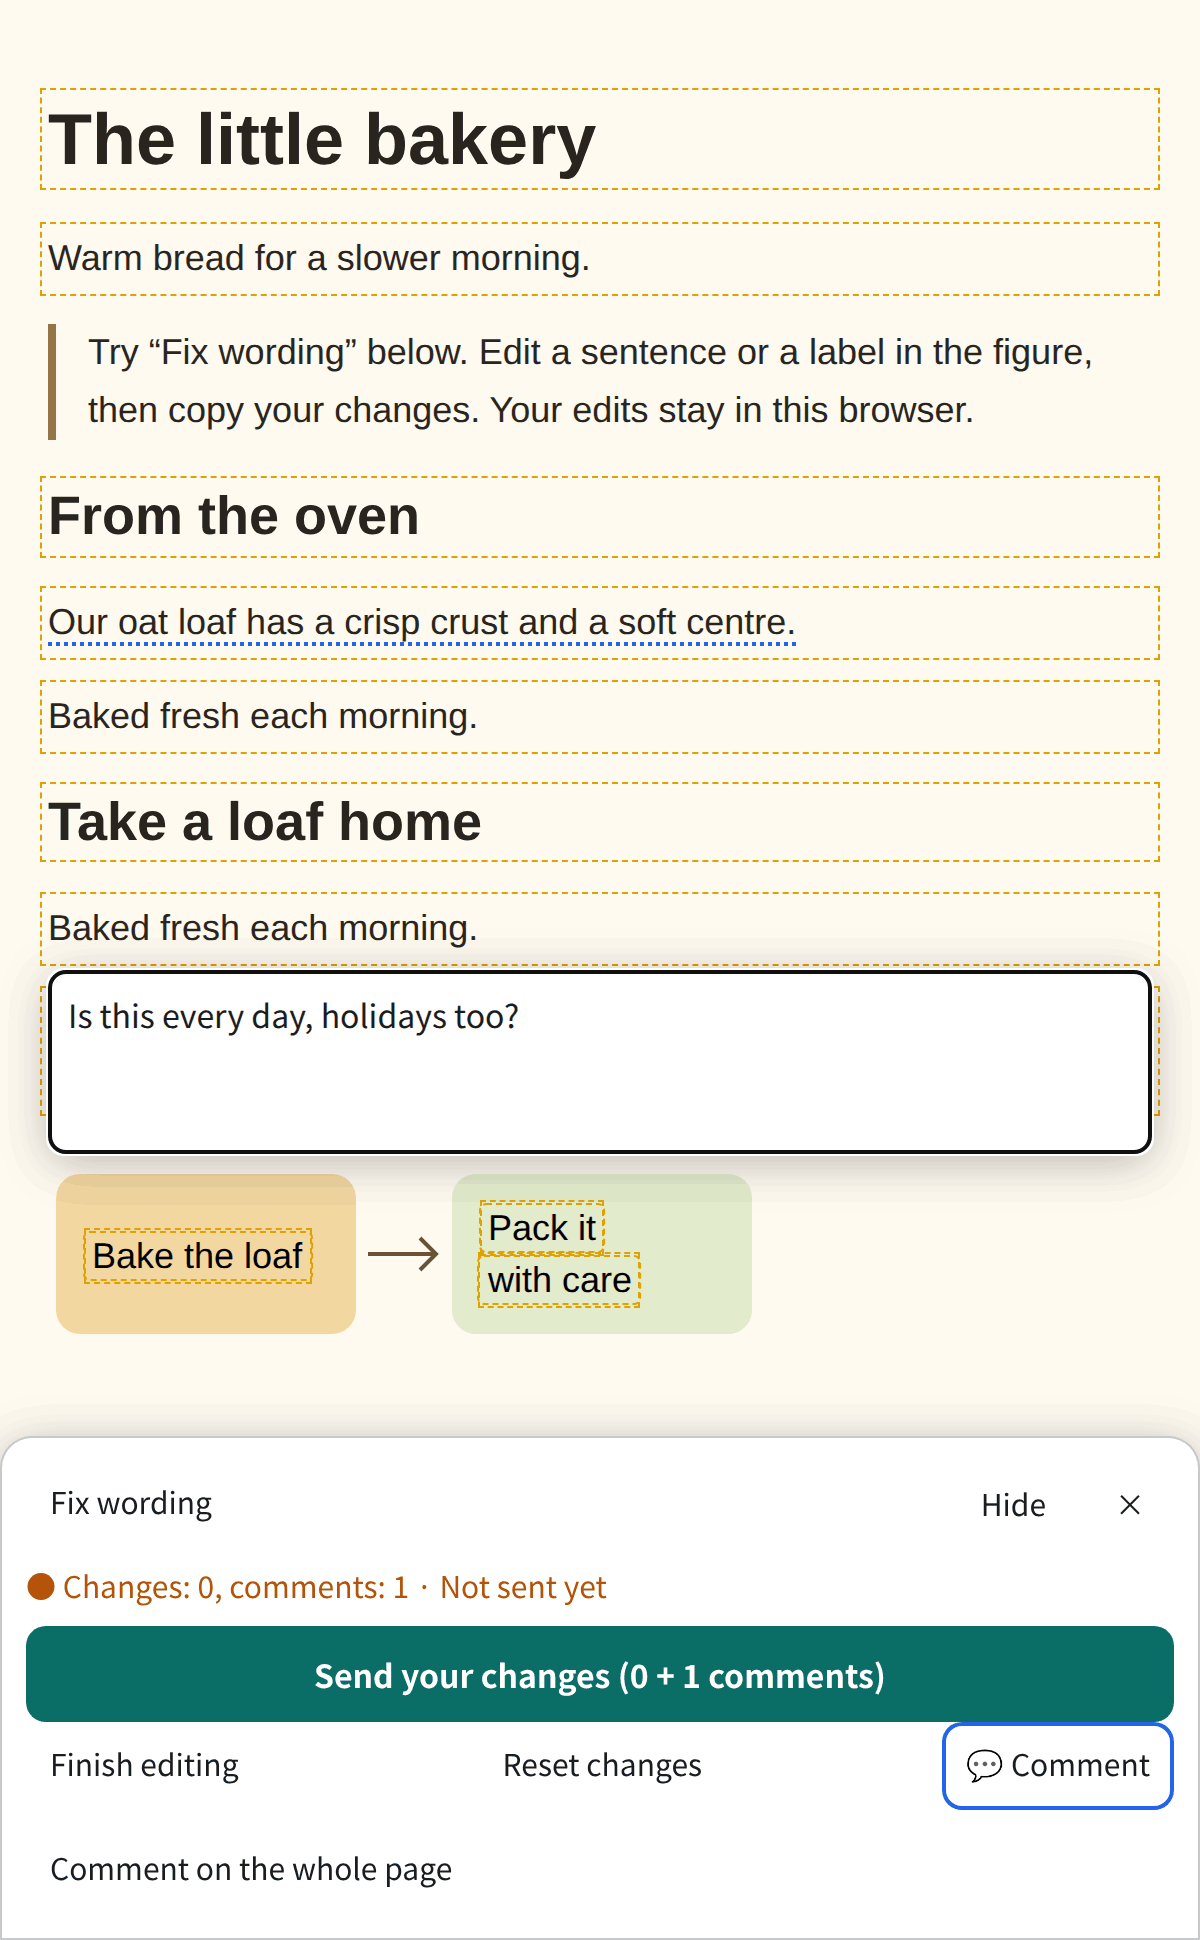 The little bakery
Warm bread for a slower morning.
Try “Fix wording” below. Edit a sentence or a label in the figure,
then copy your changes. Your edits stay in this browser.
From the oven
Our oat loaf has a crisp crust and a soft centre.
Baked fresh each morning.
Take a loaf home
Baked fresh each morning.
Is this every day, holidays too?
Bake the loaf
Pack it
with care
Fix wording
Hide
×
Changes: 0, comments: 1 · Not sent yet
Send your changes (0 + 1 comments)
Finish editing
Reset changes
💬 Comment
Comment on the whole page